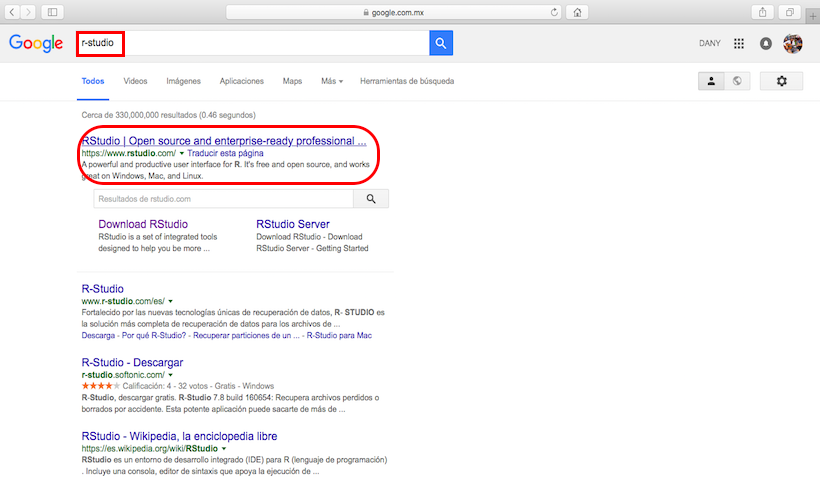 google.com.mx
Google
r-studio
DANY
Todos Videos Imágenes Aplicaciones Maps Más Herramientas de búsqueda
Cerca de 330,000,000 resultados (0.46 segundos)
RStudio | Open source and enterprise-ready professional ...
https://www.rstudio.com/ Traducir esta página
A powerful and productive user interface for R. It's free and open source, and works
great on Windows, Mac, and Linux.
Resultados de rstudio.com
Download RStudio
RStudio is a set of integrated tools
designed to help you be more ...
RStudio Server
Download RStudio - Download
RStudio Server - Getting Started
R-Studio
www.r-studio.com/es/
Fortalecido por las nuevas tecnologías únicas de recuperación de datos, R- STUDIO es
la solución más completa de recuperación de datos para los archivos de ...
Descarga - Por qué R-Studio? - Recuperar particiones de un ... - R-Studio para Mac
R-Studio - Descargar
r-studio.softonic.com/
Calificación: 4 - 32 votos - Gratis - Windows
R-Studio, descargar gratis. R-Studio 7.8 build 160654: Recupera archivos perdidos o
borrados por accidente. Esta potente aplicación puede sacarte de más de ...
RStudio - Wikipedia, la enciclopedia libre
https://es.wikipedia.org/wiki/RStudio
RStudio es un entorno de desarrollo integrado (IDE) para R (lenguaje de programación)
. Incluye una consola, editor de sintaxis que apoya la ejecución de ...